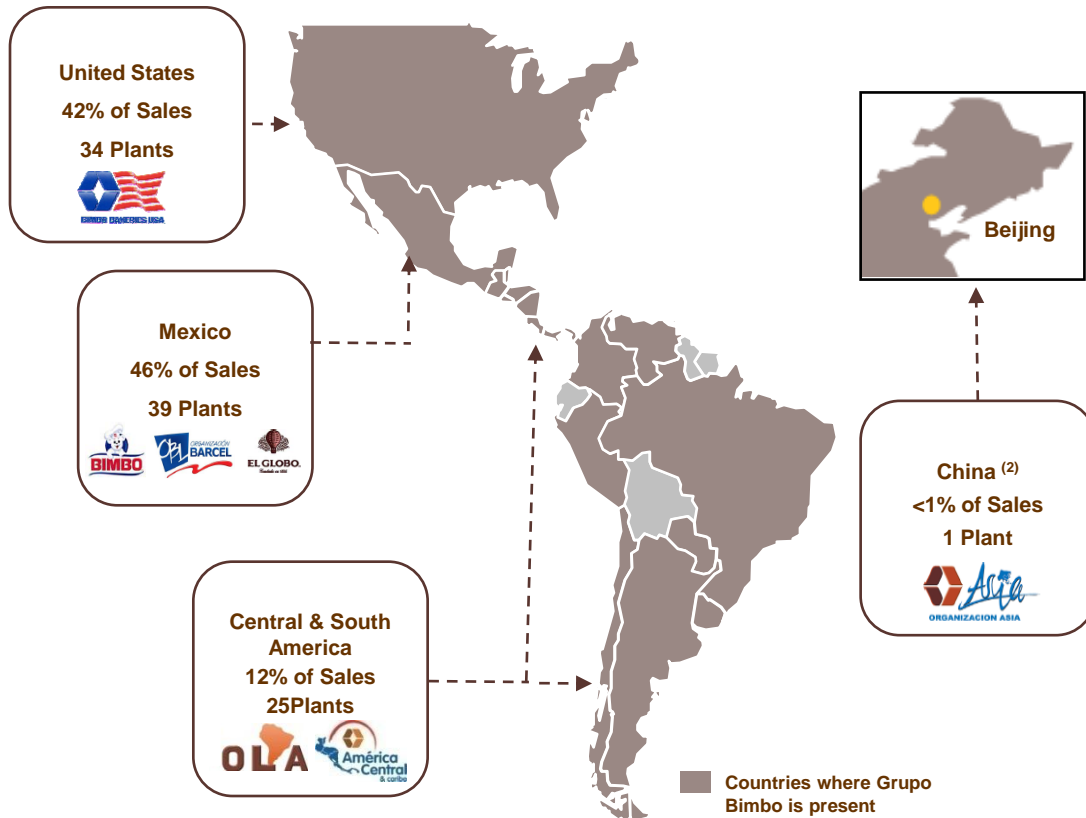 United States
42% of Sales
34 Plants
BIMBO BAKERIES USA
Mexico
46% of Sales
39 Plants
BIMBO
ORGANIZACIÓN
BARCEL
EL GLOBO.
Central & South
America
12% of Sales
25Plants
OLA
América
Central
& caribe
Beijing
China (2)
<1% of Sales
1 Plant
Asia
ORGANIZACION ASIA
Countries where Grupo
Bimbo is present